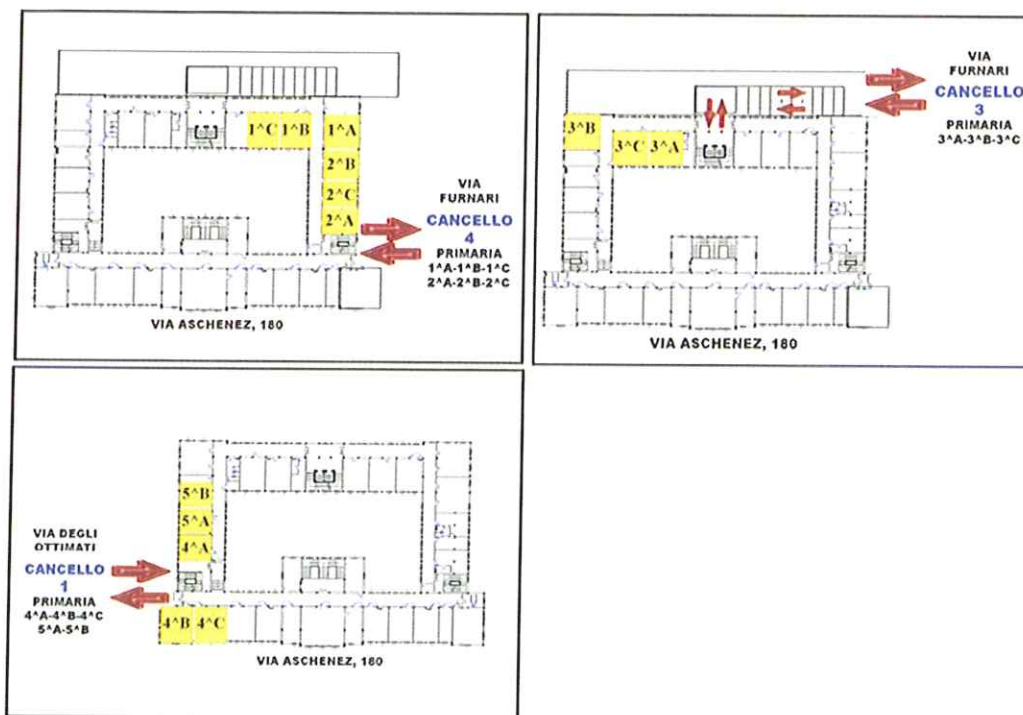 1^C 1^B 1^A
2^B
2^C
2^A
VIA
FURNARI
CANCELLO
4
PRIMARIA
1^A-1^B-1^C
2^A-2^B-2^C
VIA ASCHENEZ, 180
VIA
FURNARI
CANCELLO
3
PRIMARIA
3^A-3^B-3^C
3^B
3^C 3^A
VIA ASCHENEZ, 180
5^B
5^A
4^A
VIA DEGLI
OTTIMATI
CANCELLO
1
PRIMARIA
4^A-4^B-4^C
5^A-5^B
4^B 4^C
VIA ASCHENEZ, 180